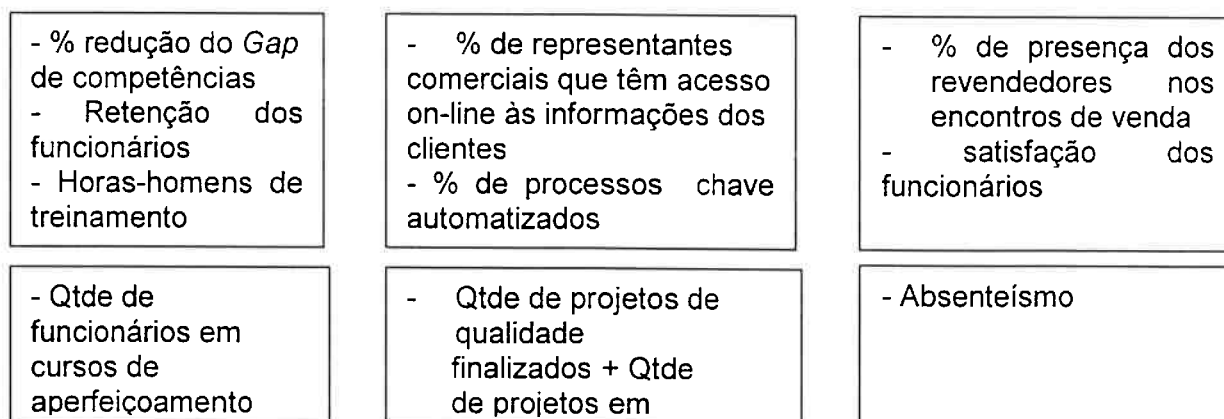 - % redução do Gap
de competências
- Retenção dos
funcionários
- Horas-homens de
treinamento
- % de representantes
comerciais que têm acesso
on-line às informações dos
clientes
- % de processos chave
automatizados
- % de presença dos
revendedores nos
encontros de venda
- satisfação dos
funcionários
- Qtde de
funcionários em
cursos de
aperfeiçoamento
- Qtde de projetos de
qualidade
finalizados + Qtde
de projetos em
- Absenteísmo